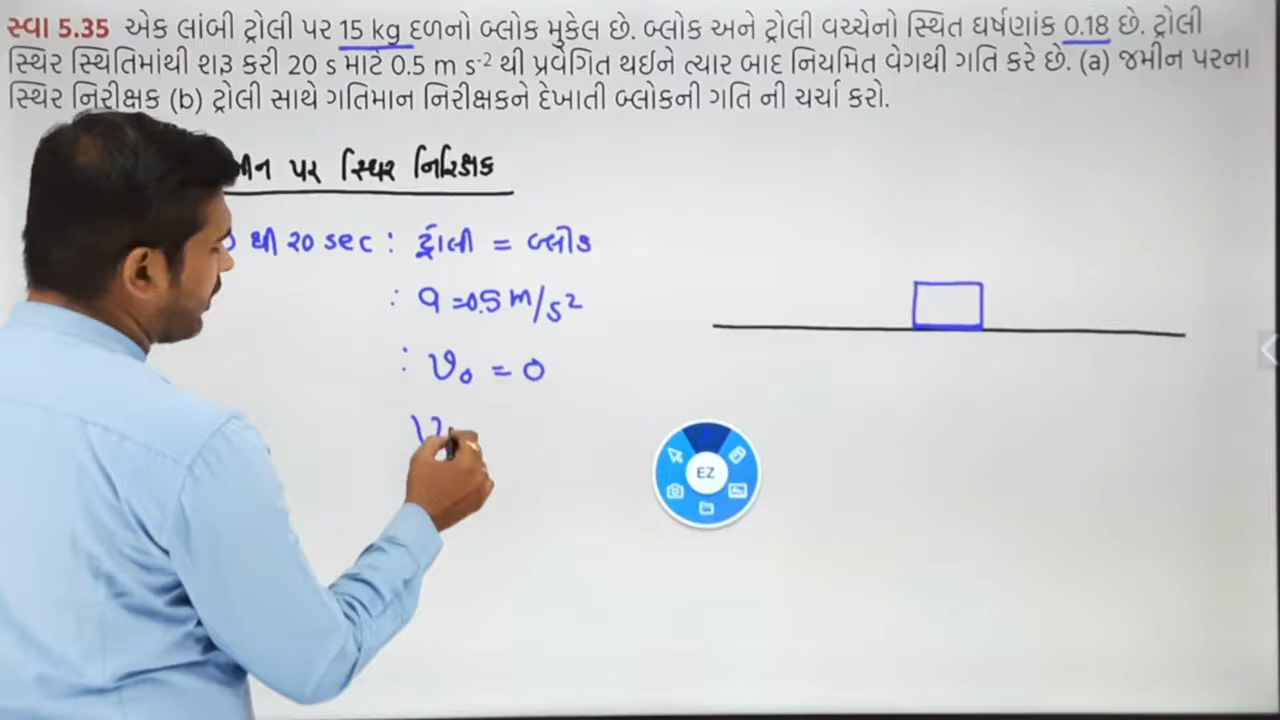 સ્વા 5.35 એક લાંબી ટ્રોલી પર 15 kg દળનો બ્લોક મુકેલ છે. બ્લોક અને ટ્રોલી વચ્ચેનો સ્થિત ઘર્ષણાંક 0.18 છે. ટ્રોલી
સ્થિર સ્થિતિમાંથી શરૂ કરી 20 s માટે 0.5 m s⁻² થી પ્રવેગિત થઈને ત્યાર બાદ નિયમિત વેગથી ગતિ કરે છે. (a) જમીન પરના
સ્થિર નિરીક્ષક (b) ટ્રોલી સાથે ગતિમાન નિરીક્ષકને દેખાતી બ્લોકની ગતિ ની ચર્ચા કરો.
પર સ્થિર નિરિક્ષક
થી ૨૦ sec : ટ્રોલી = બ્લોક
: a = 0.5 m/s²
: v₀ = 0
EZ